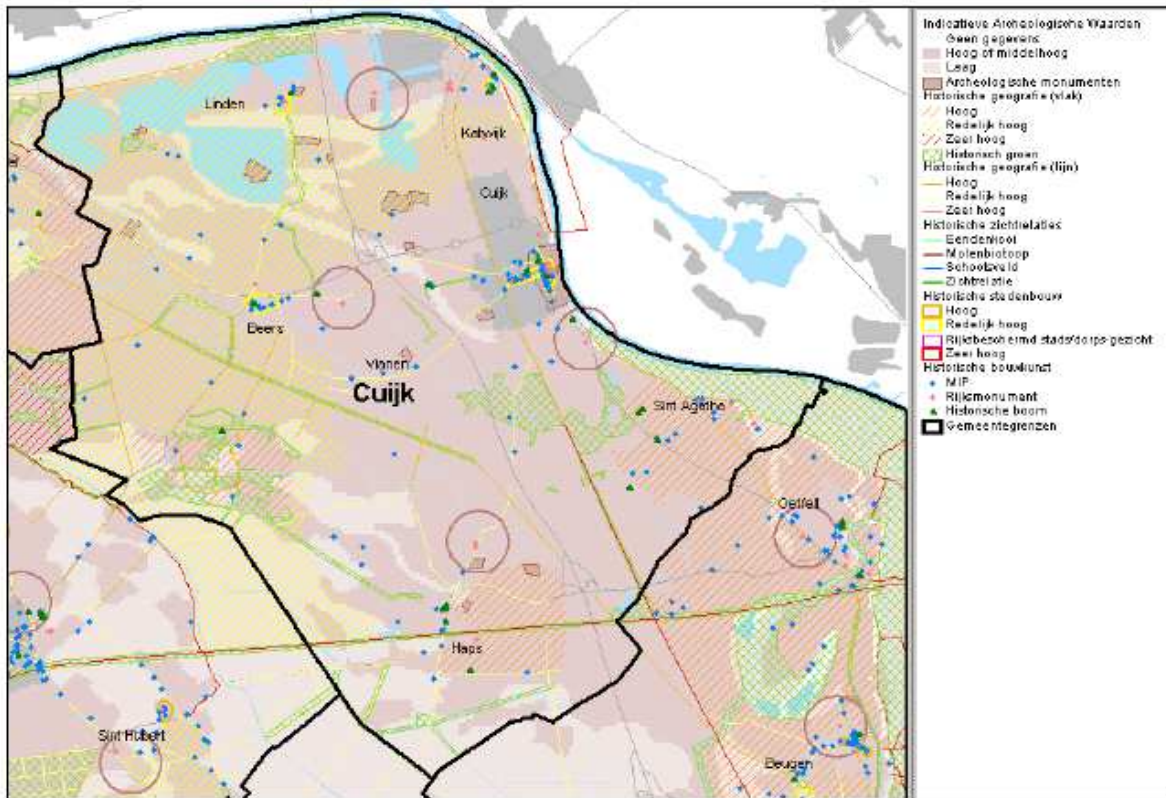 Linden
Katwijk
Cuijk
Beers
Vianen
Cuijk
Sint Agatha
Oeffelt
Haps
Sint Hubert
Beugen
Indicatieve Archeologische Waarden
Geen gegevens
Hoog of middelhoog
Laag
Archeologische monumenten
Historische geografie (vlak)
Hoog
Redelijk hoog
Zeer hoog
Historisch groen
Historische geografie (lijn)
Hoog
Redelijk hoog
Zeer hoog
Historische zichtrelaties
Eendenkooi
Molenbiotoop
Schootsveld
Zichtrelatie
Historische stedenbouw
Hoog
Redelijk hoog
Rijksbeschermd stads/dorps-gezicht
Zeer hoog
Historische bouwkunst
MIP
Rijksmonument
Historische boom
Gemeentegrenzen